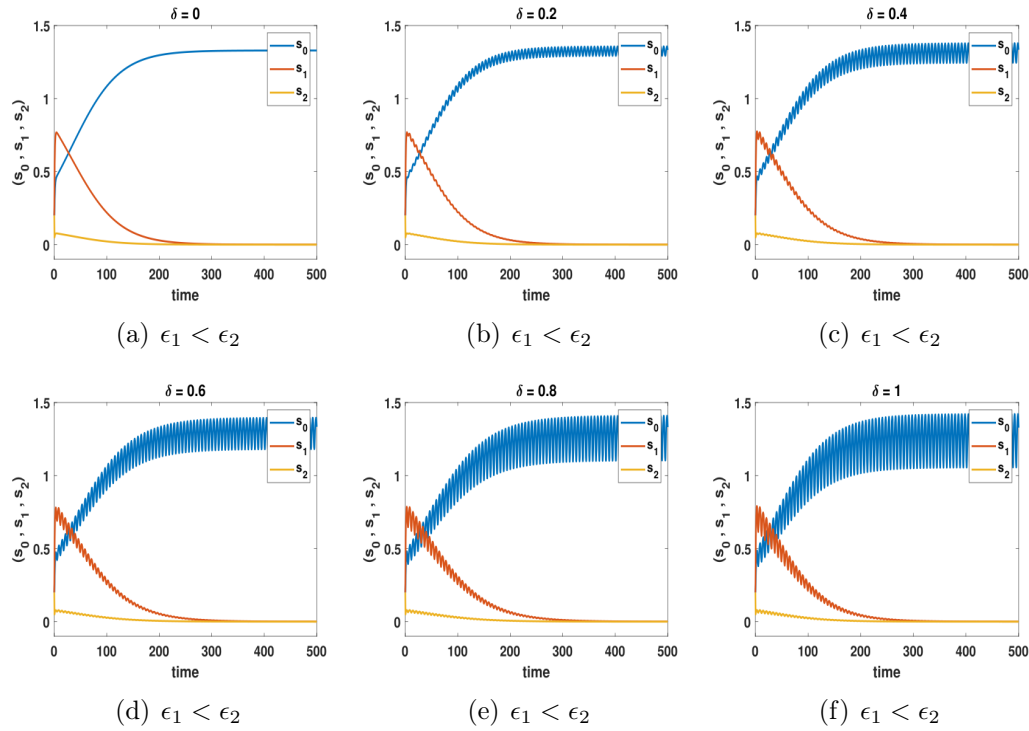 δ = 0
(s₀ , s₁ , s₂)
1.5
1
0.5
0
s₀
s₁
s₂
0 100 200 300 400 500
time
(a) ϵ₁ < ϵ₂
δ = 0.2
(s₀ , s₁ , s₂)
1.5
1
0.5
0
s₀
s₁
s₂
0 100 200 300 400 500
time
(b) ϵ₁ < ϵ₂
δ = 0.4
(s₀ , s₁ , s₂)
1.5
1
0.5
0
s₀
s₁
s₂
0 100 200 300 400 500
time
(c) ϵ₁ < ϵ₂
δ = 0.6
(s₀ , s₁ , s₂)
1.5
1
0.5
0
s₀
s₁
s₂
0 100 200 300 400 500
time
(d) ϵ₁ < ϵ₂
δ = 0.8
(s₀ , s₁ , s₂)
1.5
1
0.5
0
s₀
s₁
s₂
0 100 200 300 400 500
time
(e) ϵ₁ < ϵ₂
δ = 1
(s₀ , s₁ , s₂)
1.5
1
0.5
0
s₀
s₁
s₂
0 100 200 300 400 500
time
(f) ϵ₁ < ϵ₂